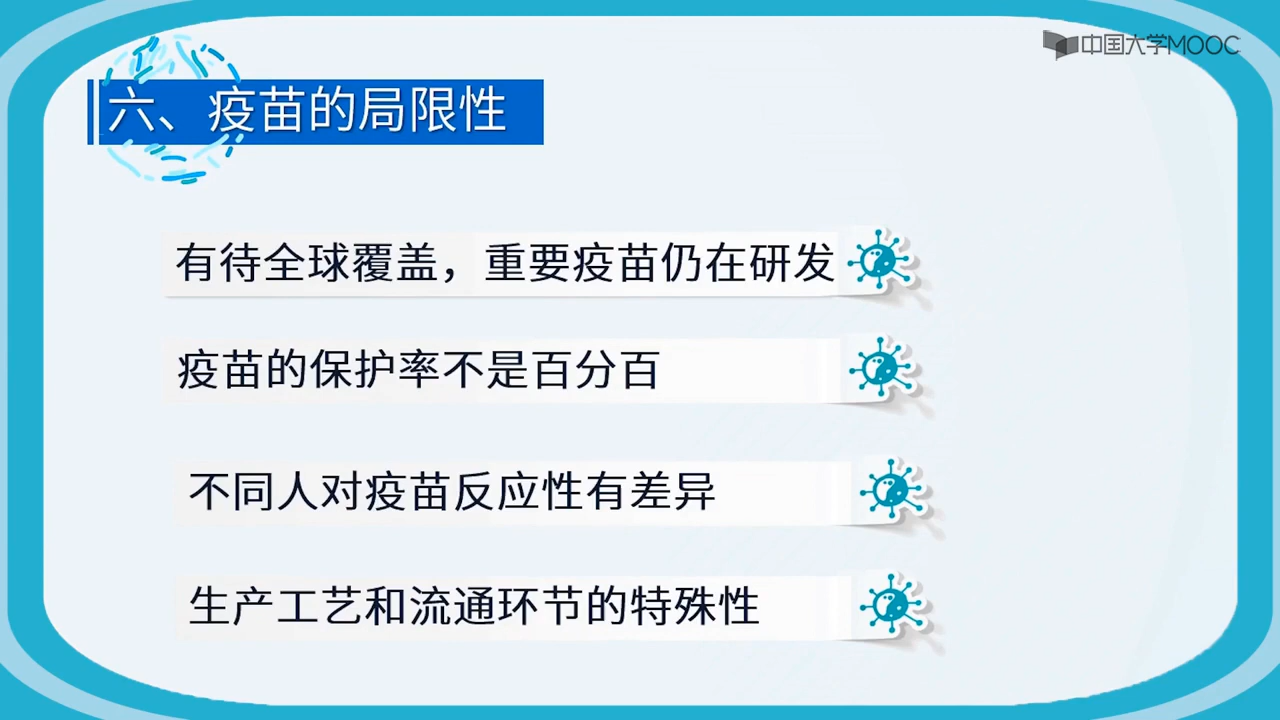 中国大学MOOC
六、疫苗的局限性
有待全球覆盖，重要疫苗仍在研发
疫苗的保护率不是百分百
不同人对疫苗反应性有差异
生产工艺和流通环节的特殊性